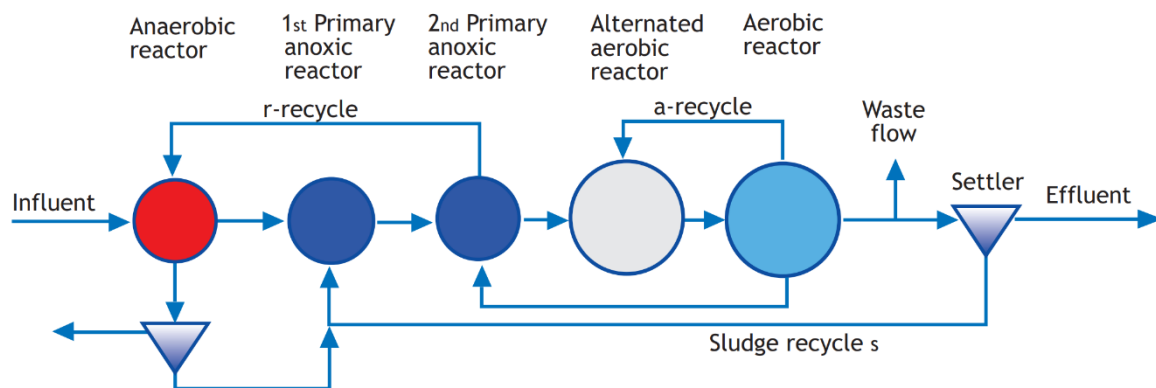 Anaerobic
reactor
1st Primary
anoxic
reactor
2nd Primary
anoxic
reactor
Alternated
aerobic
reactor
Aerobic
reactor
r-recycle
a-recycle
Waste
flow
Influent
Settler
Effluent
Sludge recycle s